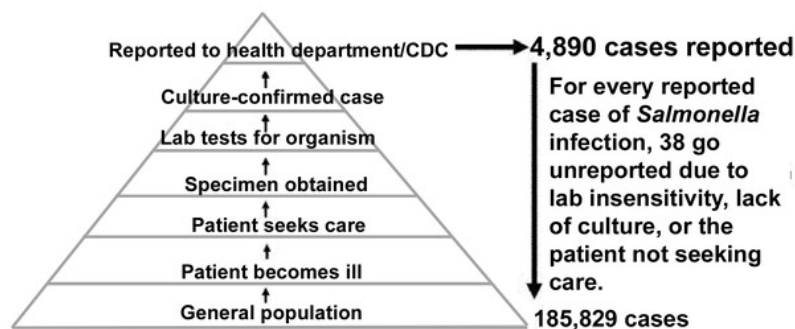 Reported to health department/CDC
4,890 cases reported
Culture-confirmed case
Lab tests for organism
Specimen obtained
Patient seeks care
Patient becomes ill
General population
For every reported
case of Salmonella
infection, 38 go
unreported due to
lab insensitivity, lack
of culture, or the
patient not seeking
care.
185,829 cases